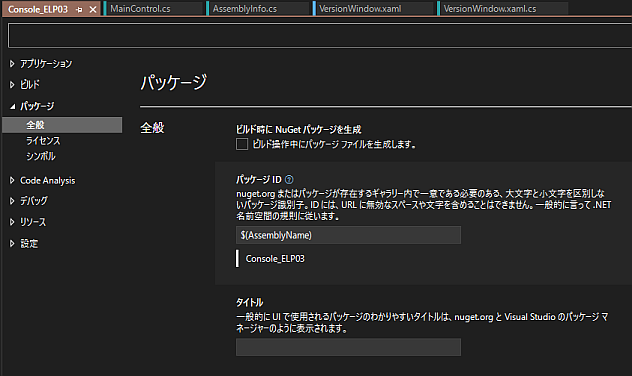 Console_ELP03
MainControl.cs
AssemblyInfo.cs
VersionWindow.xaml
VersionWindow.xaml.cs
アプリケーション
ビルド
パッケージ
全般
ライセンス
シンボル
Code Analysis
デバッグ
リソース
設定
パッケージ
全般
ビルド時に NuGet パッケージを生成
ビルド操作中にパッケージ ファイルを生成します。
パッケージ ID
nuget.org またはパッケージが存在するギャラリー内で一意である必要のある、大文字と小文字を区別しな
いパッケージ識別子。ID には、URL に無効なスペースや文字を含めることはできません。一般的に言って .NET
名前空間の規則に従います。
$(AssemblyName)
Console_ELP03
タイトル
一般的に UI で使用されるパッケージのわかりやすいタイトルは、nuget.org と Visual Studio のパッケージ マ
ネージャーのように表示されます。